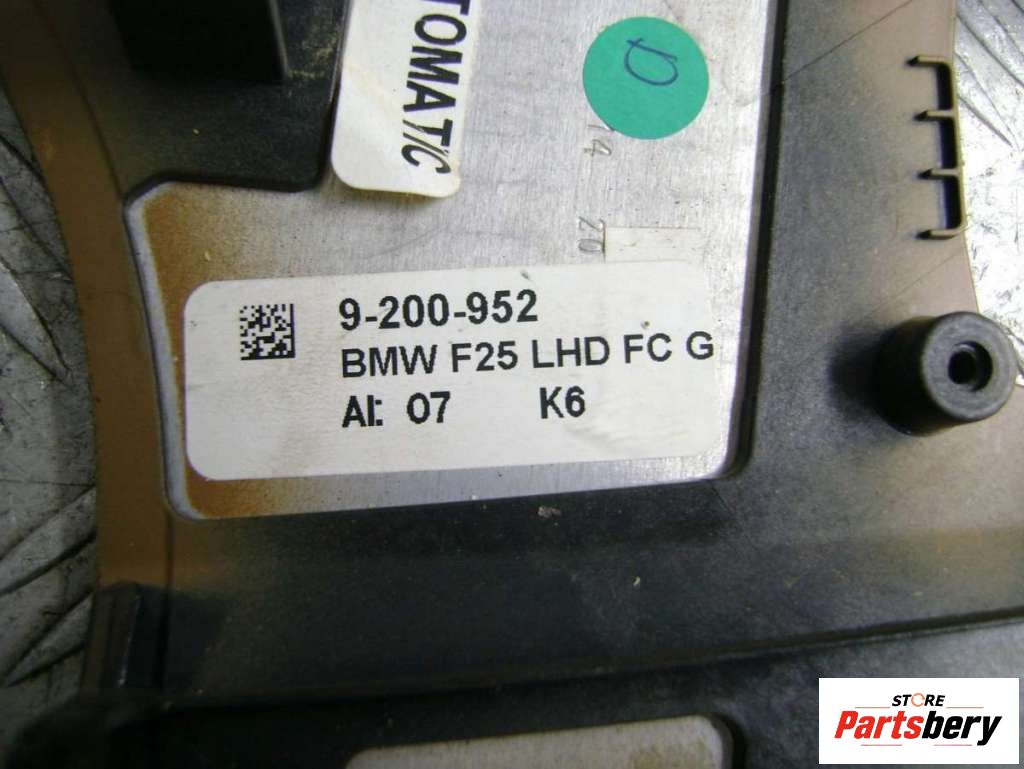 TOMATIC
14
20
9-200-952
BMW F25 LHD FC G
AI: 07 K6
STORE
Partsbery